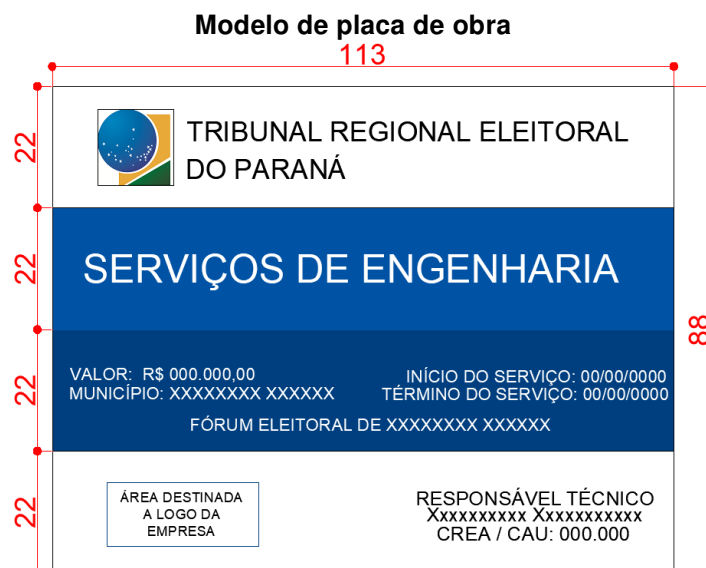 Modelo de placa de obra
113
22
TRIBUNAL REGIONAL ELEITORAL
DO PARANÁ
22
SERVIÇOS DE ENGENHARIA
88
22
VALOR: R$ 000.000,00
MUNICÍPIO: XXXXXXXX XXXXXX
INÍCIO DO SERVIÇO: 00/00/0000
TÉRMINO DO SERVIÇO: 00/00/0000
FÓRUM ELEITORAL DE XXXXXXXX XXXXXX
22
ÁREA DESTINADA
A LOGO DA
EMPRESA
RESPONSÁVEL TÉCNICO
Xxxxxxxxxx Xxxxxxxxxxx
CREA / CAU: 000.000